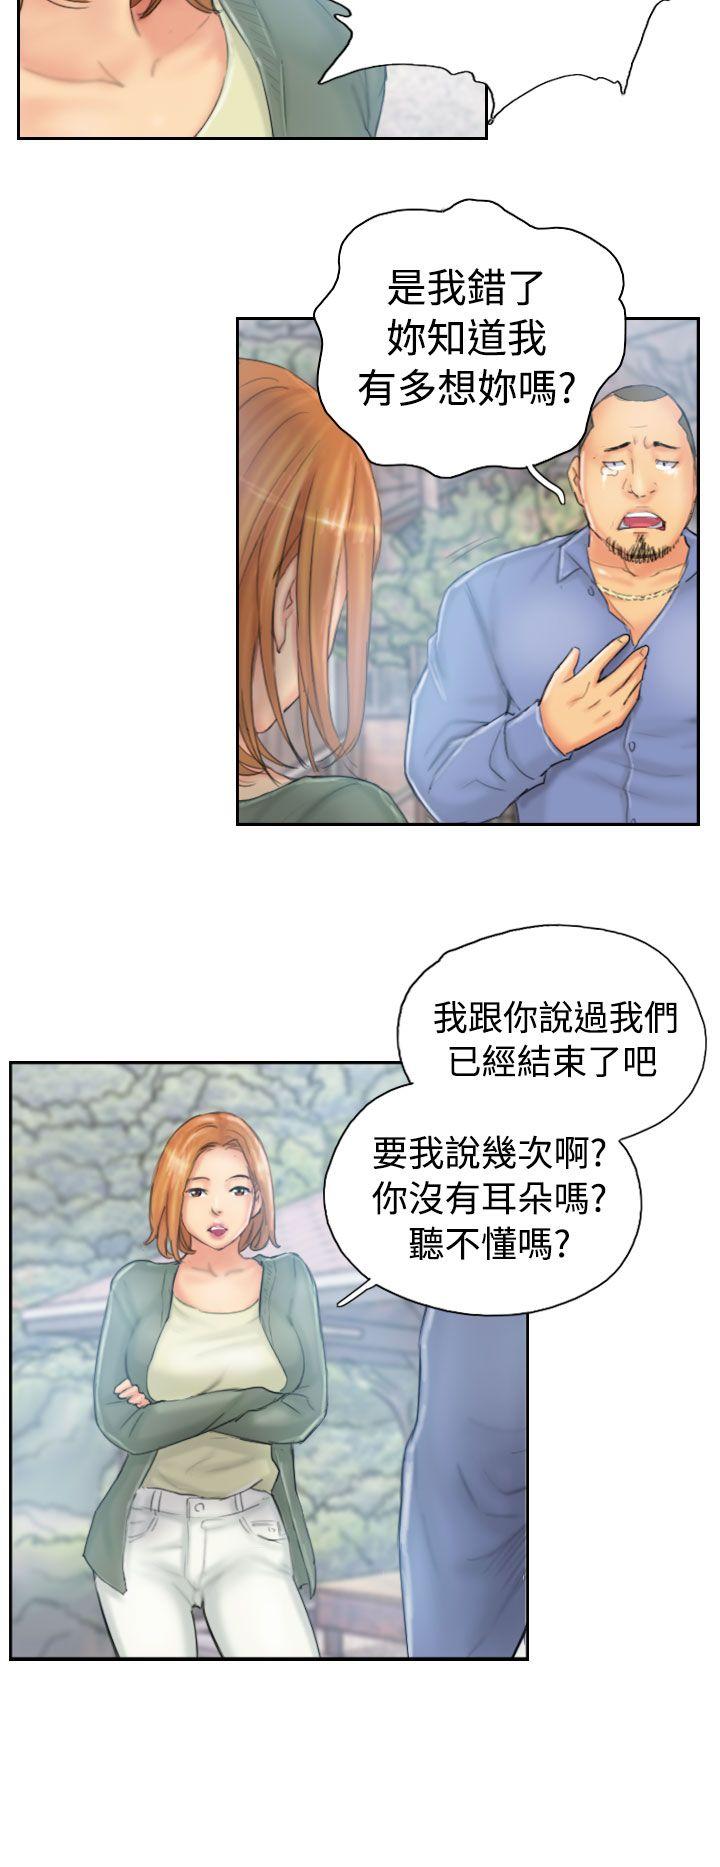 是我錯了
妳知道我
有多想妳嗎?
我跟你說過我們
已經結束了吧
要我說幾次啊?
你沒有耳朵嗎?
聽不懂嗎?